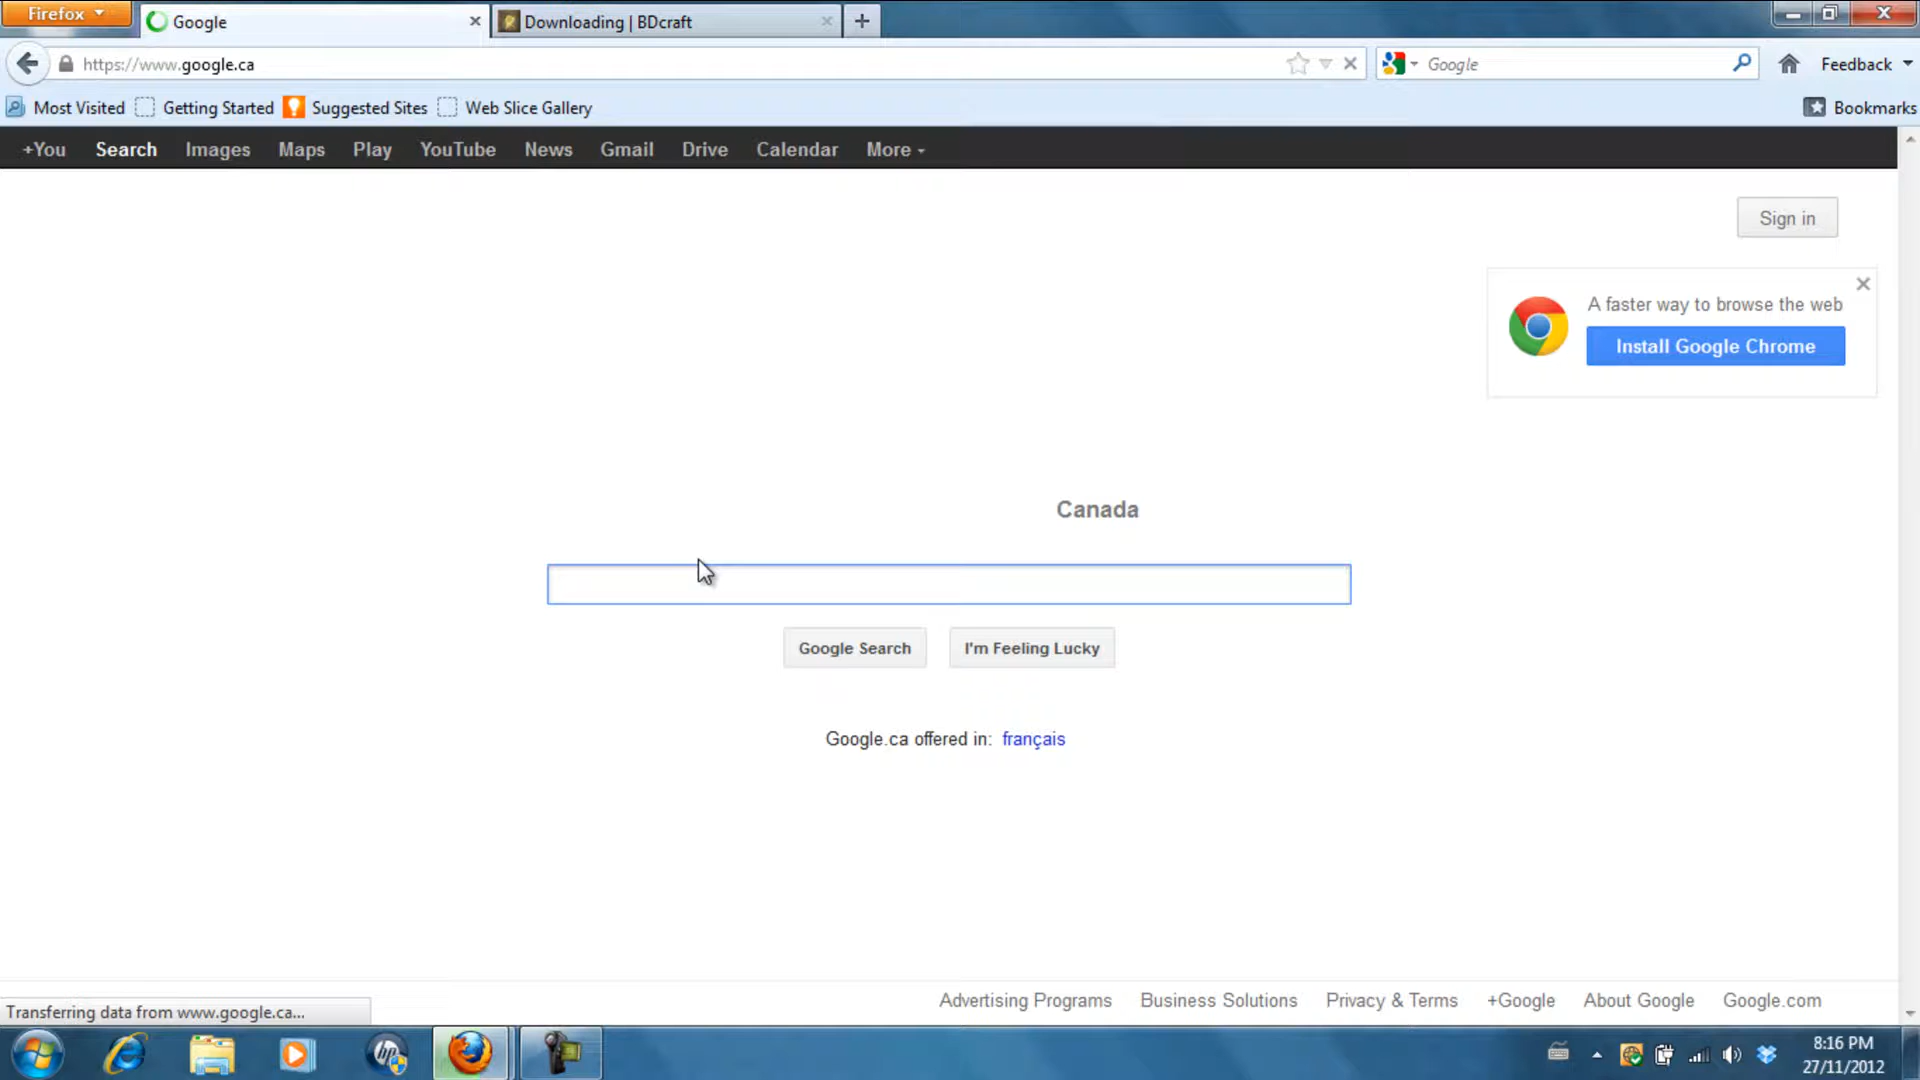 Firefox
Google
Downloading | BDcraft
https://www.google.ca
Google
Feedback
Most Visited
Getting Started
Suggested Sites
Web Slice Gallery
Bookmarks
+You
Search
Images
Maps
Play
YouTube
News
Gmail
Drive
Calendar
More
Sign in
A faster way to browse the web
Install Google Chrome
Canada
Google Search
I'm Feeling Lucky
Google.ca offered in: français
Advertising Programs
Business Solutions
Privacy & Terms
+Google
About Google
Google.com
Transferring data from www.google.ca...
hp
8:16 PM
27/11/2012